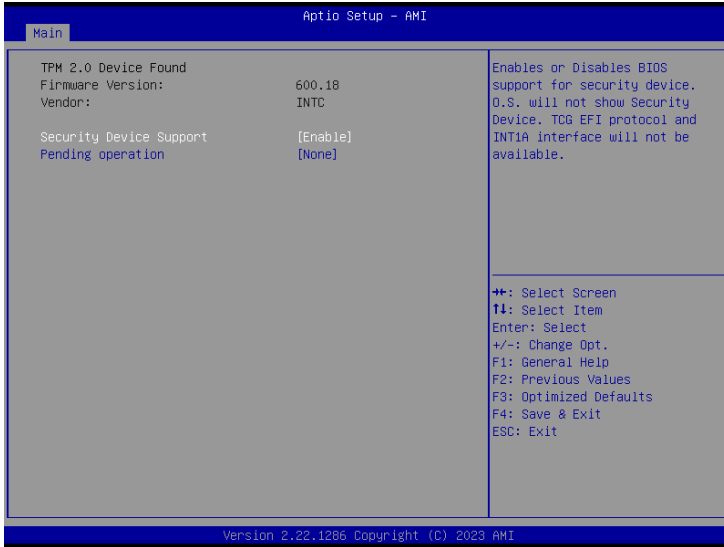 Aptio Setup – AMI
Main
TPM 2.0 Device Found
Firmware Version: 600.18
Vendor: INTC
Security Device Support [Enable]
Pending operation [None]
Enables or Disables BIOS
support for security device.
O.S. will not show Security
Device. TCG EFI protocol and
INT1A interface will not be
available.
→←: Select Screen
↑↓: Select Item
Enter: Select
+/-: Change Opt.
F1: General Help
F2: Previous Values
F3: Optimized Defaults
F4: Save & Exit
ESC: Exit
Version 2.22.1286 Copyright (C) 2023 AMI